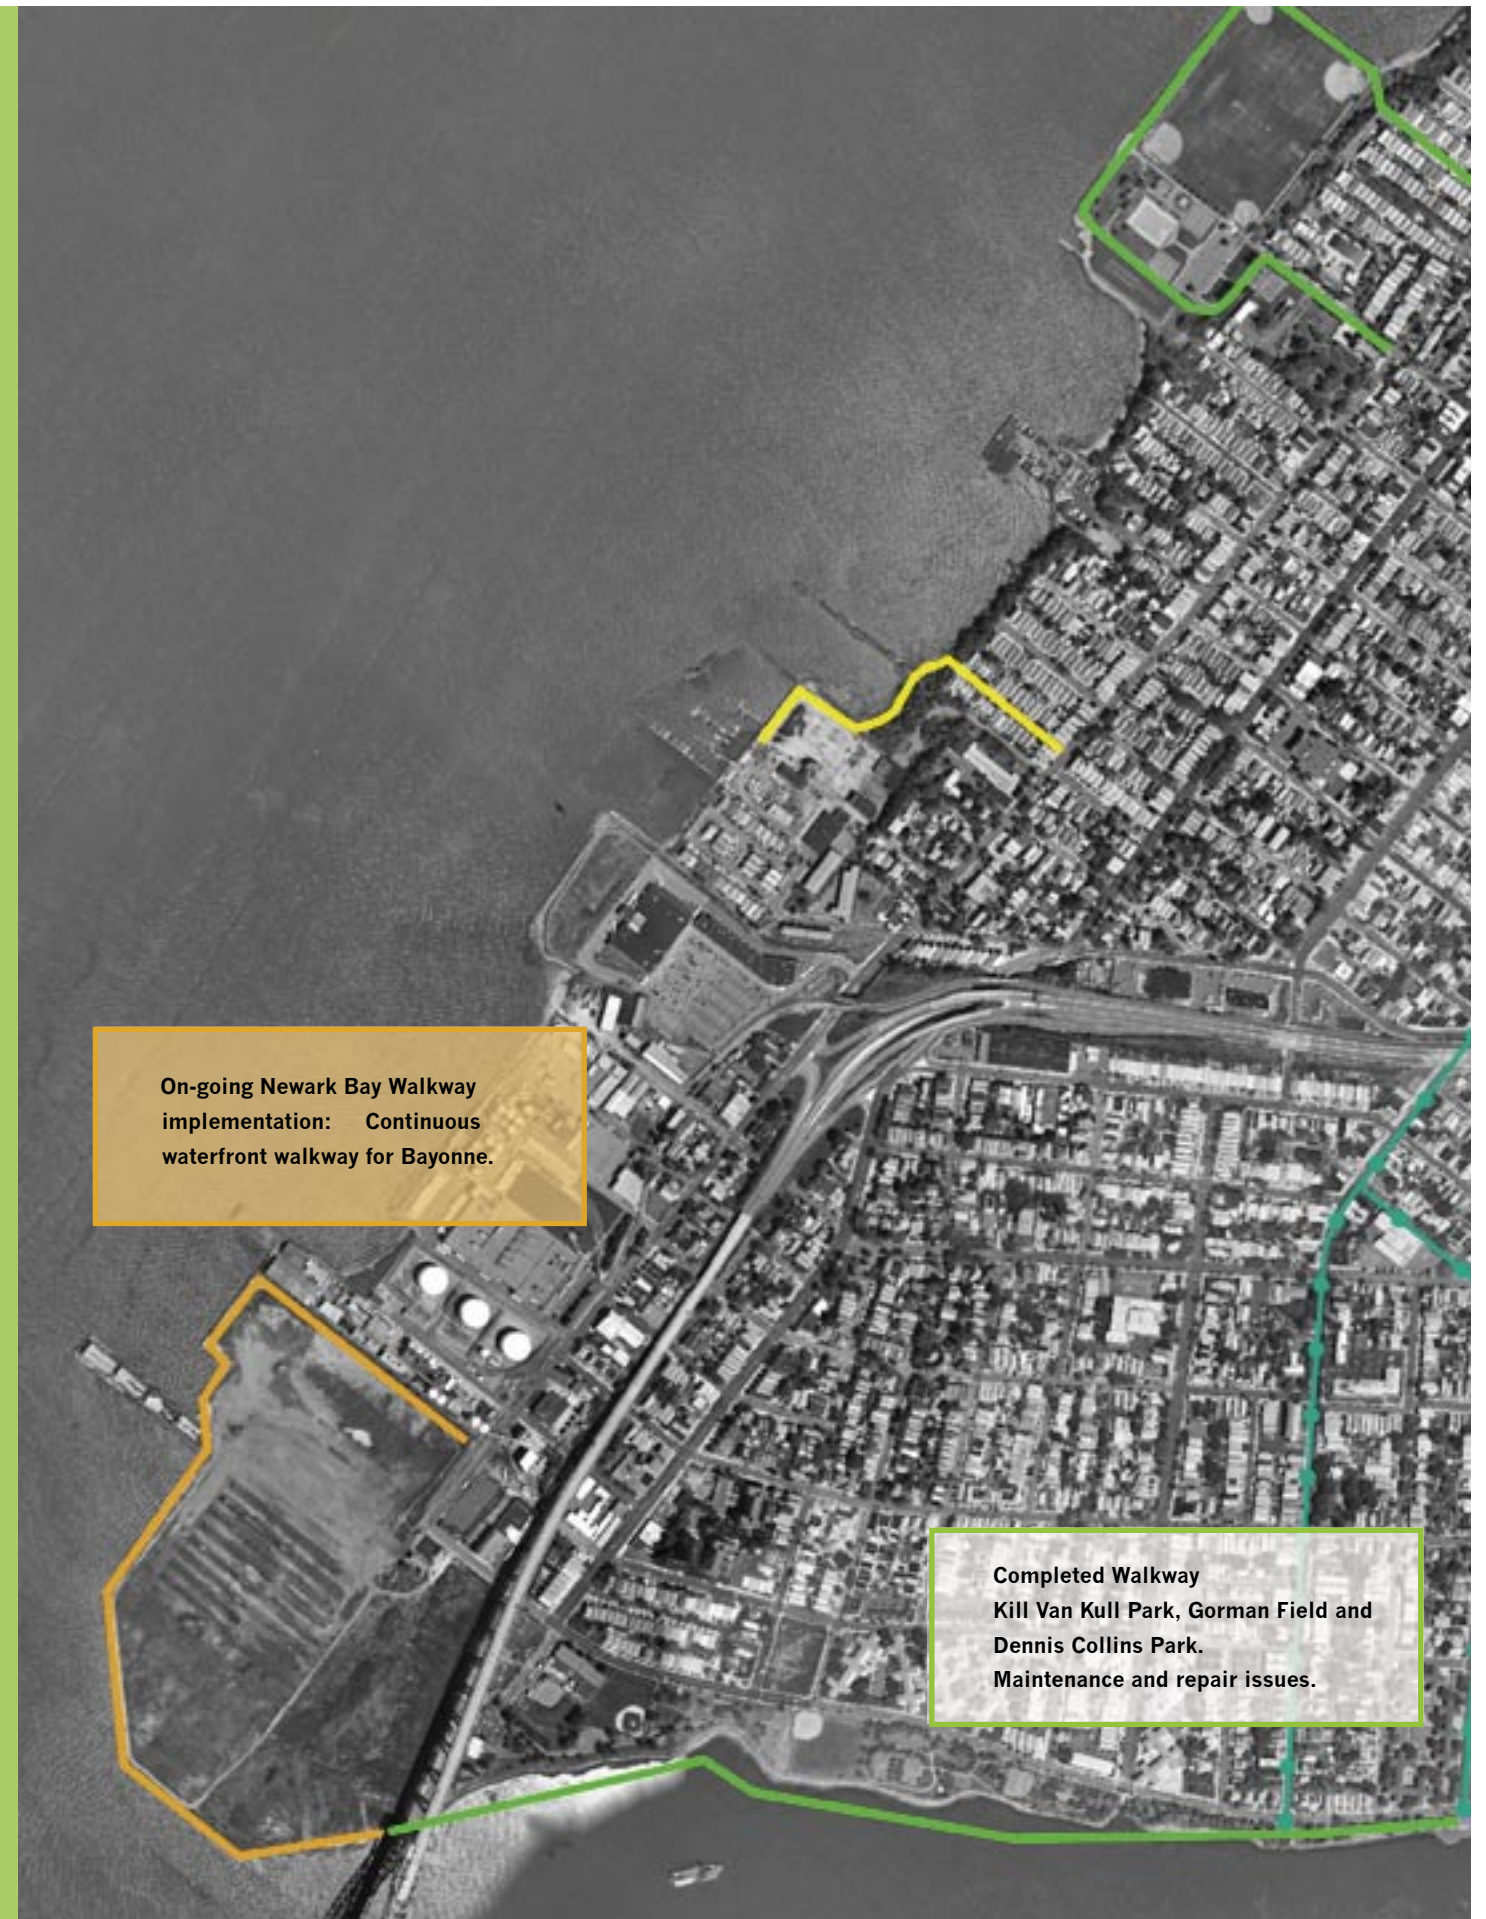 On-going Newark Bay Walkway
implementation: Continuous
waterfront walkway for Bayonne.
Completed Walkway
Kill Van Kull Park, Gorman Field and
Dennis Collins Park.
Maintenance and repair issues.